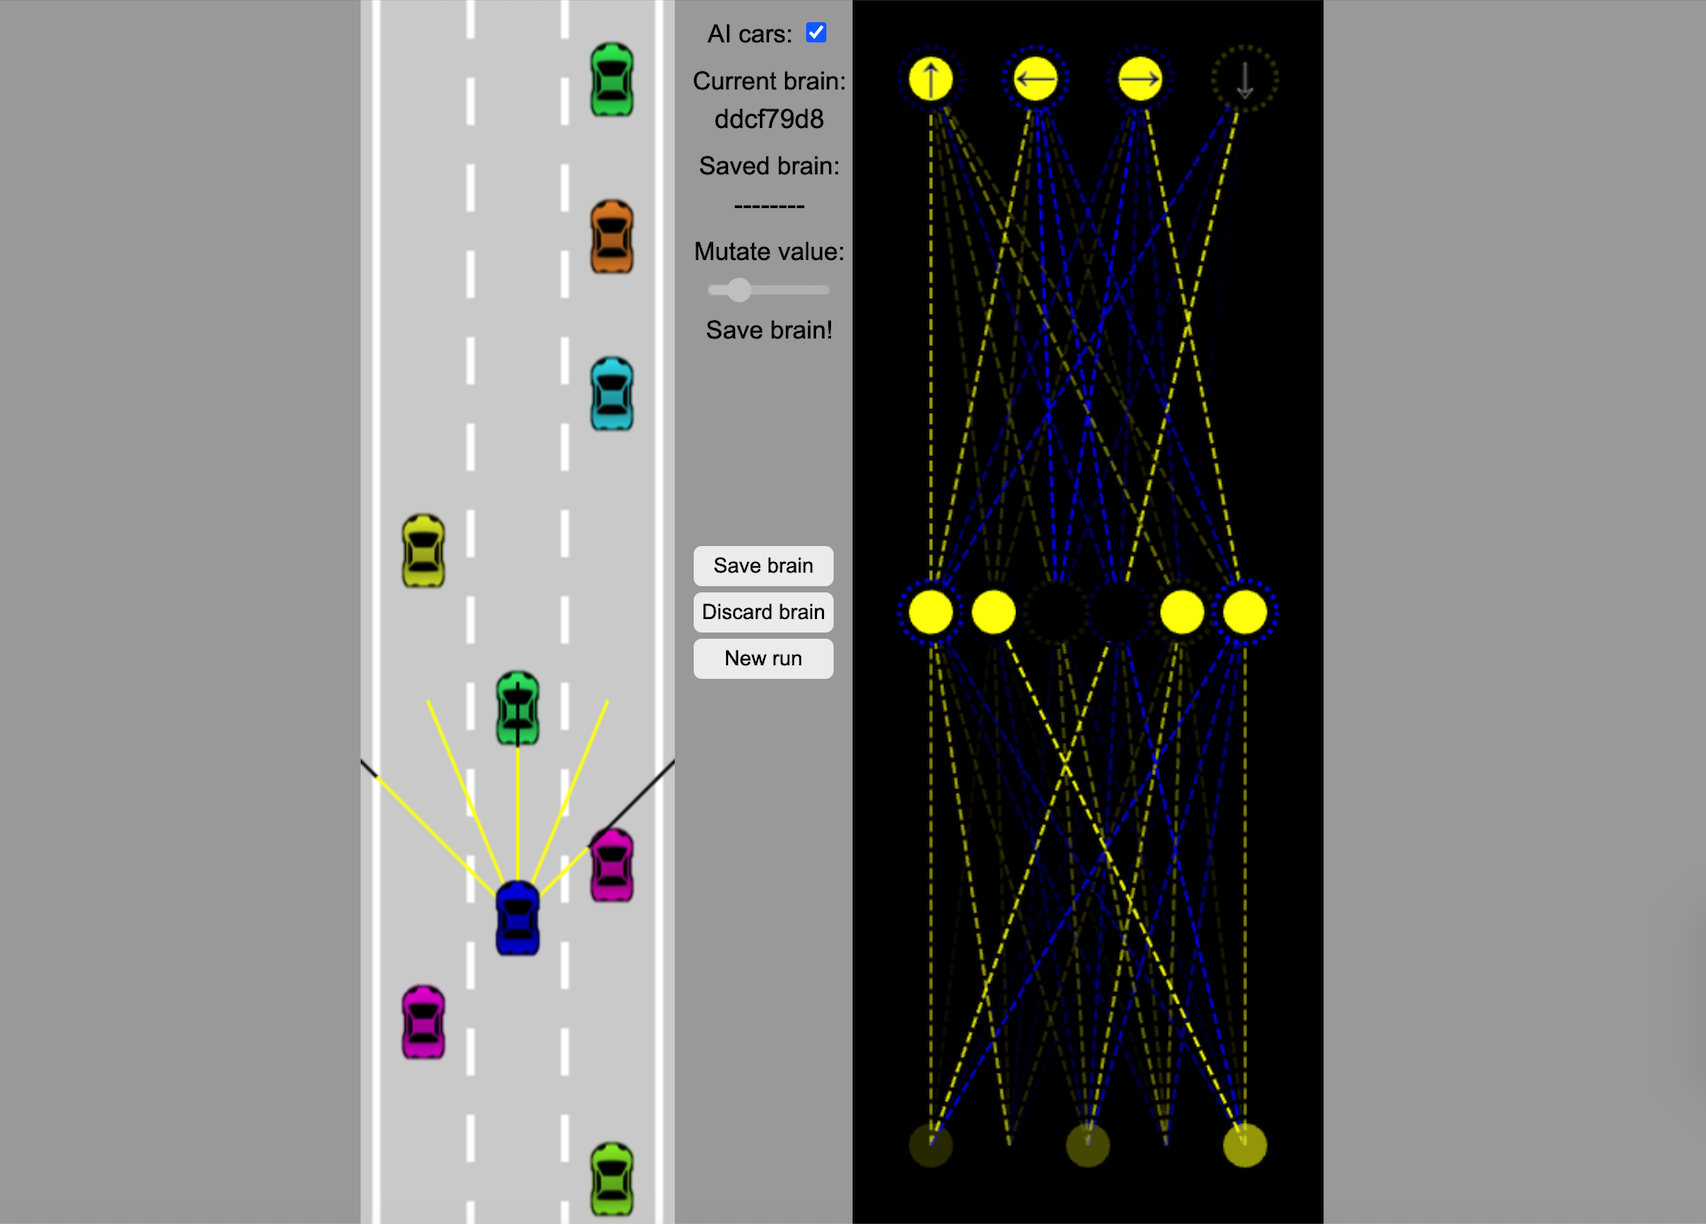 AI cars:
Current brain:
ddcf79d8
Saved brain:
--------
Mutate value:
Save brain!
Save brain
Discard brain
New run
↑ ← → ↓